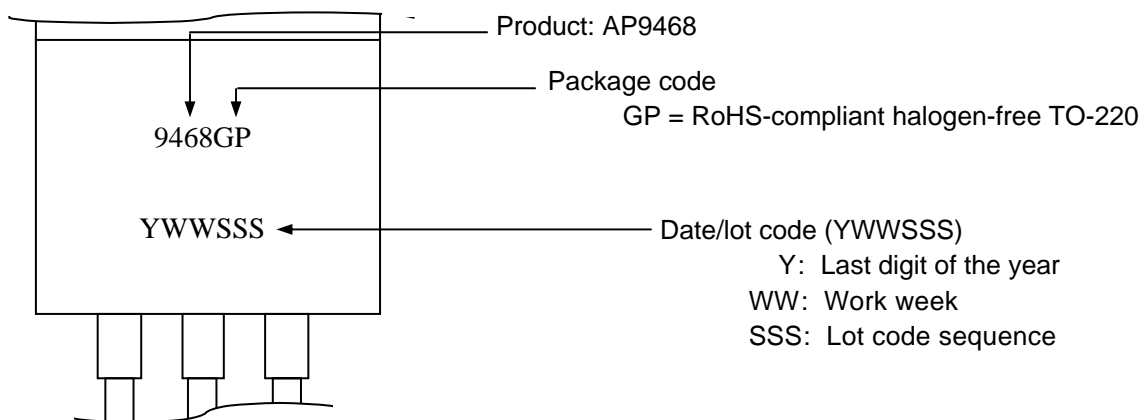 Product: AP9468
Package code
GP = RoHS-compliant halogen-free TO-220
9468GP
YWWSSS
Date/lot code (YWWSSS)
Y: Last digit of the year
WW: Work week
SSS: Lot code sequence